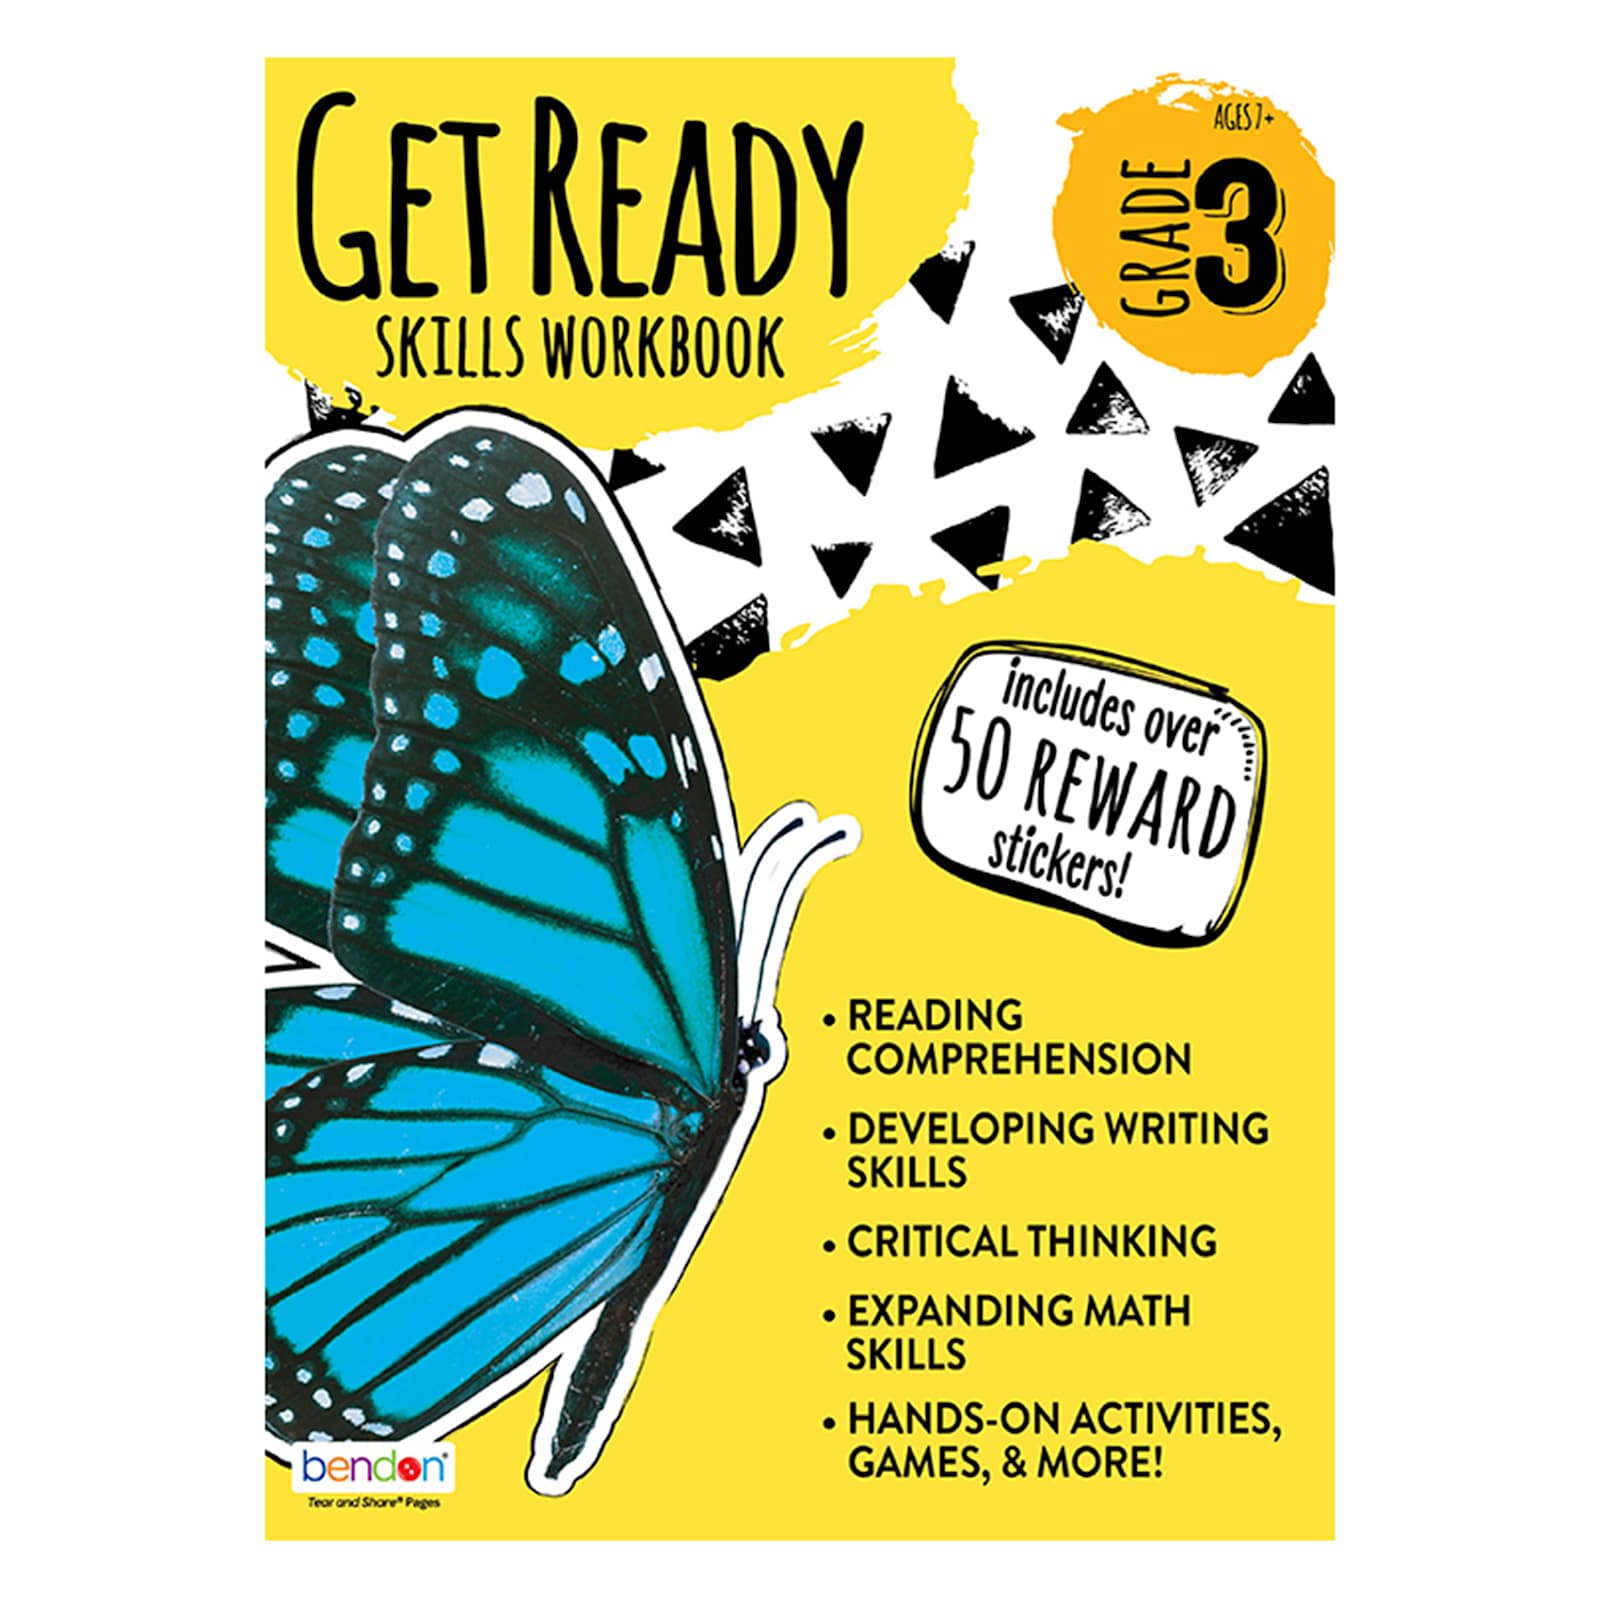 GET READY
SKILLS WORKBOOK
AGES 7+
GRADE 3
includes over
50 REWARD
stickers!
• READING
COMPREHENSION
• DEVELOPING WRITING
SKILLS
• CRITICAL THINKING
• EXPANDING MATH
SKILLS
• HANDS-ON ACTIVITIES,
GAMES, & MORE!
bendon®
Tear and Share® Pages